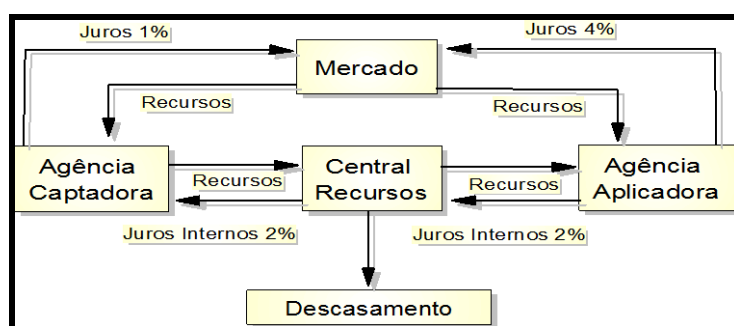 Juros 1%
Juros 4%
Mercado
Recursos
Recursos
Agência
Captadora
Recursos
Central
Recursos
Recursos
Agência
Aplicadora
Juros Internos 2%
Juros Internos 2%
Descasamento